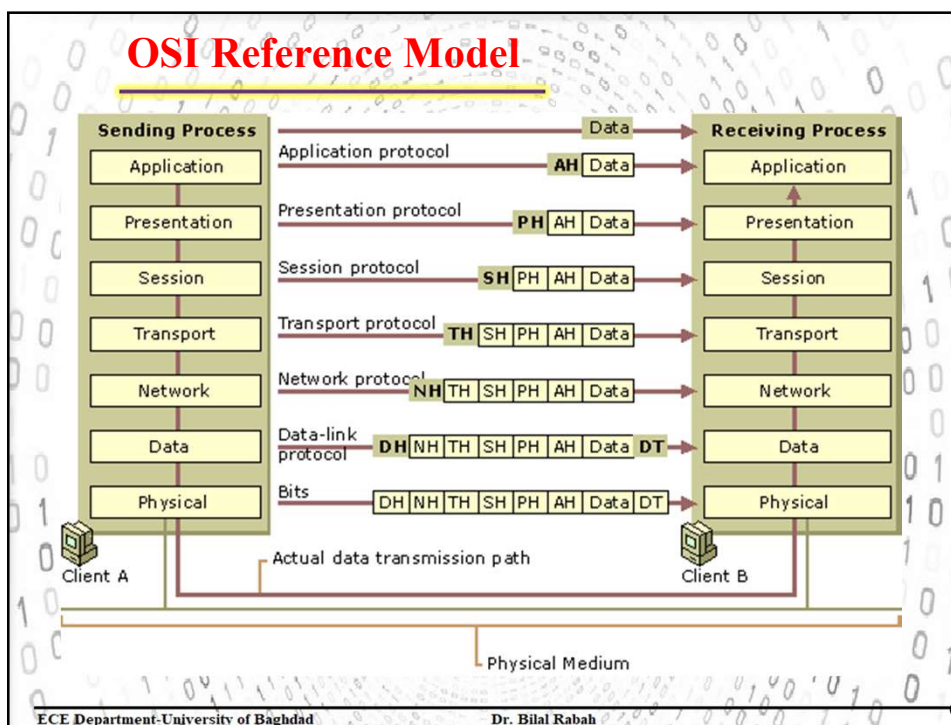 OSI Reference Model
Sending Process
Data
Receiving Process
Application
Application protocol
AH Data
Application
Presentation
Presentation protocol
PH AH Data
Presentation
Session
Session protocol
SH PH AH Data
Session
Transport
Transport protocol
TH SH PH AH Data
Transport
Network
Network protocol
NH TH SH PH AH Data
Network
Data
Data-link
protocol
DH NH TH SH PH AH Data DT
Data
Physical
Bits
DH NH TH SH PH AH Data DT
Physical
Client A
Actual data transmission path
Client B
Physical Medium
ECE Department-University of Baghdad
Dr. Bilal Rabah